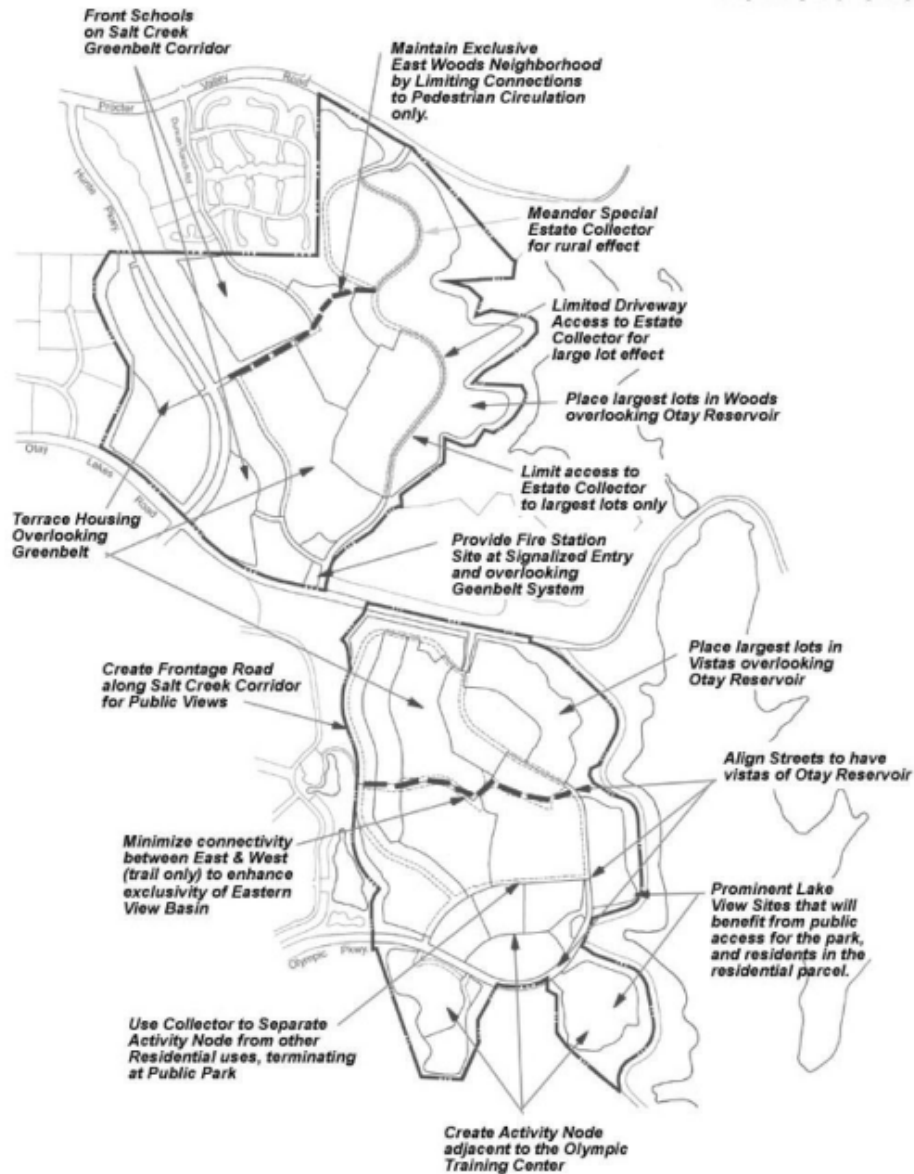 Front Schools
on Salt Creek
Greenbelt Corridor
Maintain Exclusive
East Woods Neighborhood
by Limiting Connections
to Pedestrian Circulation
only.
Proctor
Valley
Road
Hunte
Pkwy.
Meander Special
Estate Collector
for rural effect
Limited Driveway
Access to Estate
Collector for
large lot effect
Place largest lots in Woods
overlooking Otay Reservoir
Otay
Lakes
Road
Limit access to
Estate Collector
to largest lots only
Terrace Housing
Overlooking
Greenbelt
Provide Fire Station
Site at Signalized Entry
and overlooking
Geenbelt System
Place largest lots in
Vistas overlooking
Otay Reservoir
Create Frontage Road
along Salt Creek Corridor
for Public Views
Align Streets to have
vistas of Otay Reservoir
Minimize connectivity
between East & West
(trail only) to enhance
exclusivity of Eastern
View Basin
Prominent Lake
View Sites that will
benefit from public
access for the park,
and residents in the
residential parcel.
Olympic Pkwy.
Use Collector to Separate
Activity Node from other
Residential uses, terminating
at Public Park
Create Activity Node
adjacent to the Olympic
Training Center